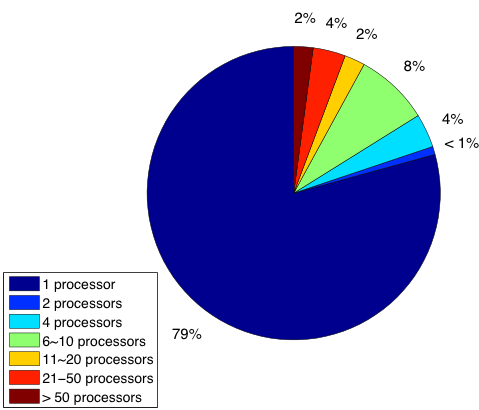 2%
4%
2%
8%
4%
< 1%
79%
1 processor
2 processors
4 processors
6~10 processors
11~20 processors
21−50 processors
> 50 processors